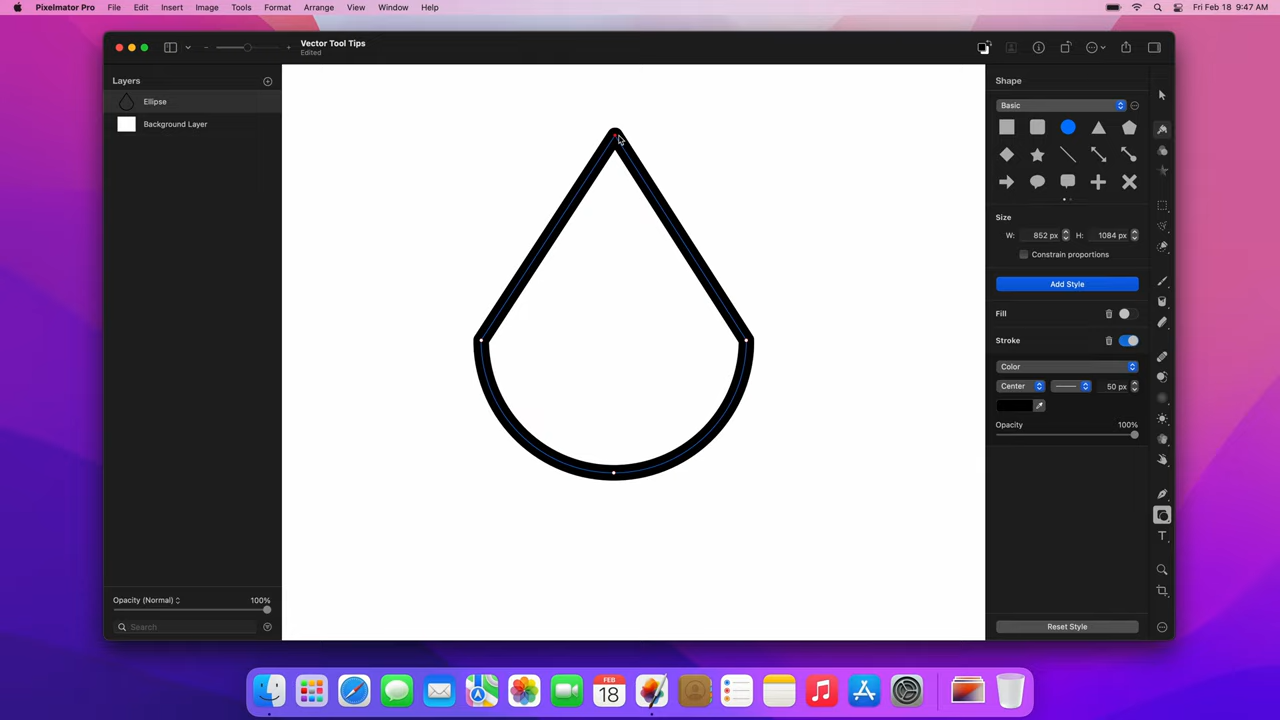 Pixelmator Pro File Edit Insert Image Tools Format Arrange View Window Help Fri Feb 18 9:47 AM
Vector Tool Tips
Edited
Layers
Ellipse
Background Layer
Opacity (Normal) 100%
Search
Shape
Basic
Size
W: 852 px H: 1084 px
Constrain proportions
Add Style
Fill
Stroke
Color
Center 50 px
Opacity 100%
Reset Style
T
FEB
18